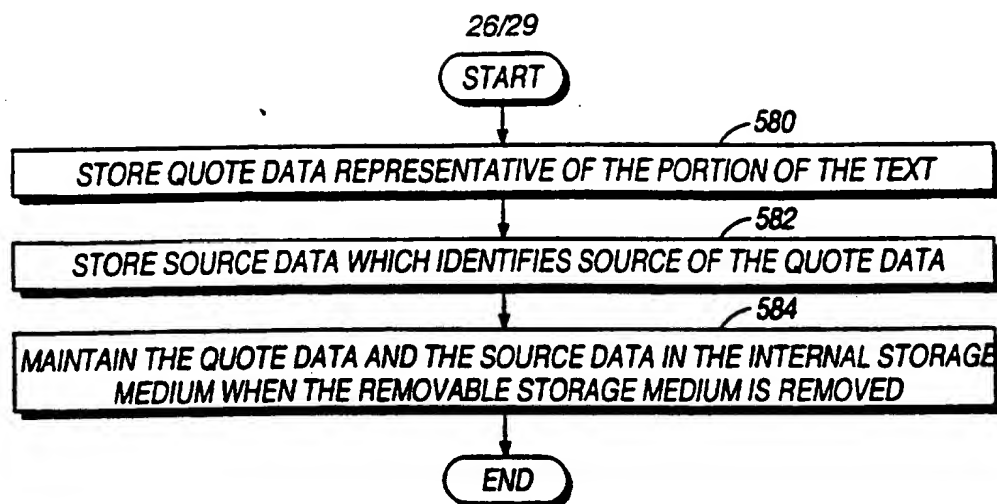 26/29
START
580
STORE QUOTE DATA REPRESENTATIVE OF THE PORTION OF THE TEXT
582
STORE SOURCE DATA WHICH IDENTIFIES SOURCE OF THE QUOTE DATA
584
MAINTAIN THE QUOTE DATA AND THE SOURCE DATA IN THE INTERNAL STORAGE
MEDIUM WHEN THE REMOVABLE STORAGE MEDIUM IS REMOVED
END